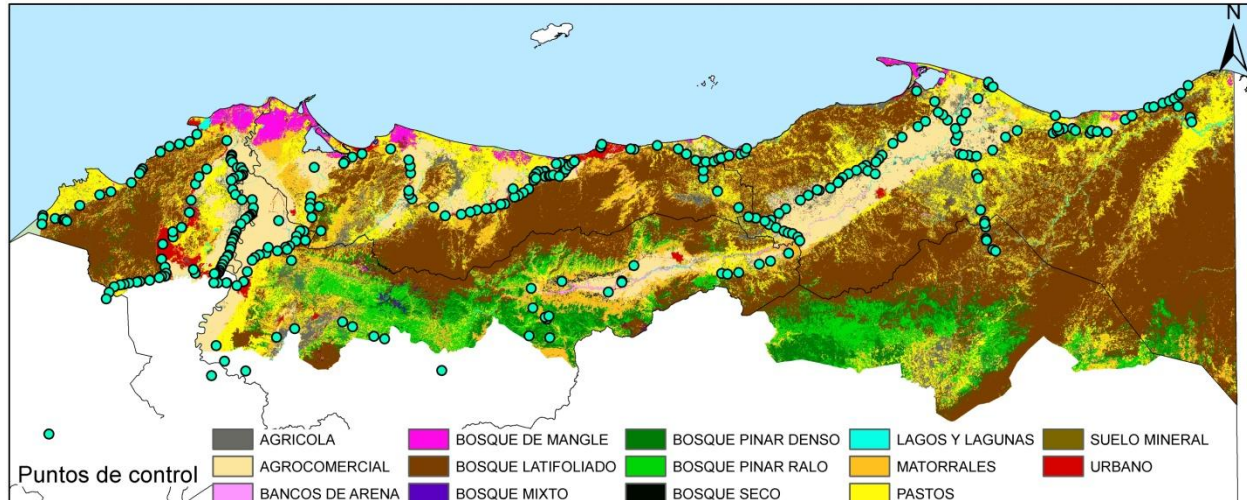 N
AGRICOLA BOSQUE DE MANGLE BOSQUE PINAR DENSO LAGOS Y LAGUNAS SUELO MINERAL
Puntos de control AGROCOMERCIAL BOSQUE LATIFOLIADO BOSQUE PINAR RALO MATORRALES URBANO
BANCOS DE ARENA BOSQUE MIXTO BOSQUE SECO PASTOS